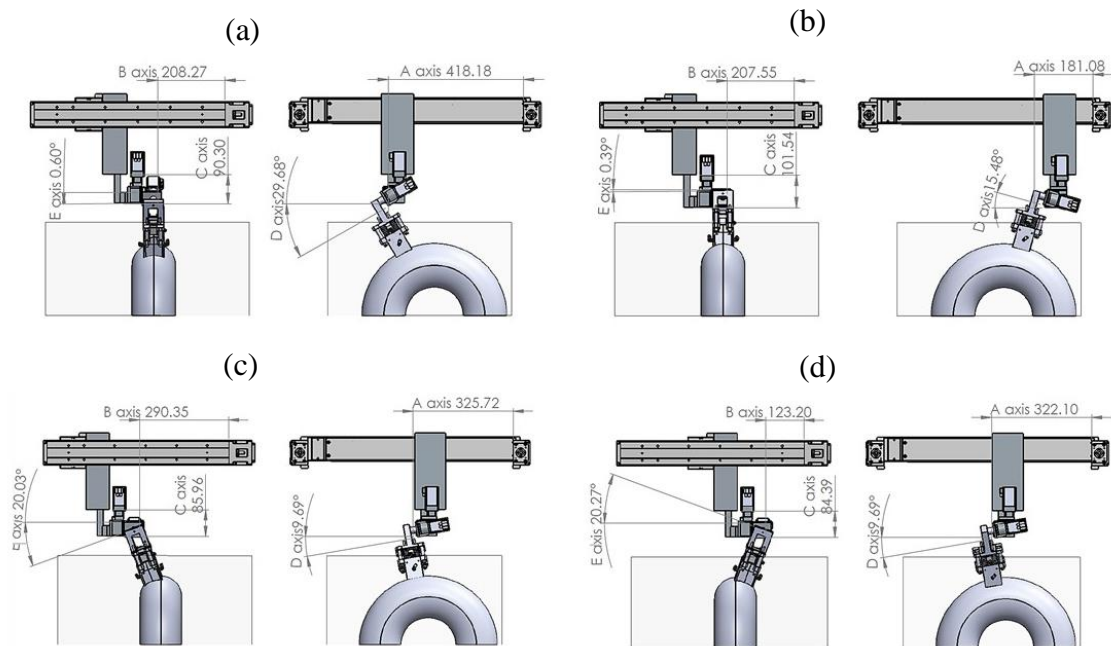 (a)
B axis 208.27
C axis
90.30
E axis 0.60°
A axis 418.18
D axis29.68°
(b)
B axis 207.55
C axis
101.54
E axis 0.39°
A axis 181.08
D axis15.48°
(c)
B axis 290.35
C axis
85.96
E axis 20.03°
A axis 325.72
D axis9.69°
(d)
B axis 123.20
C axis
84.39
E axis 20.27°
A axis 322.10
D axis9.69°